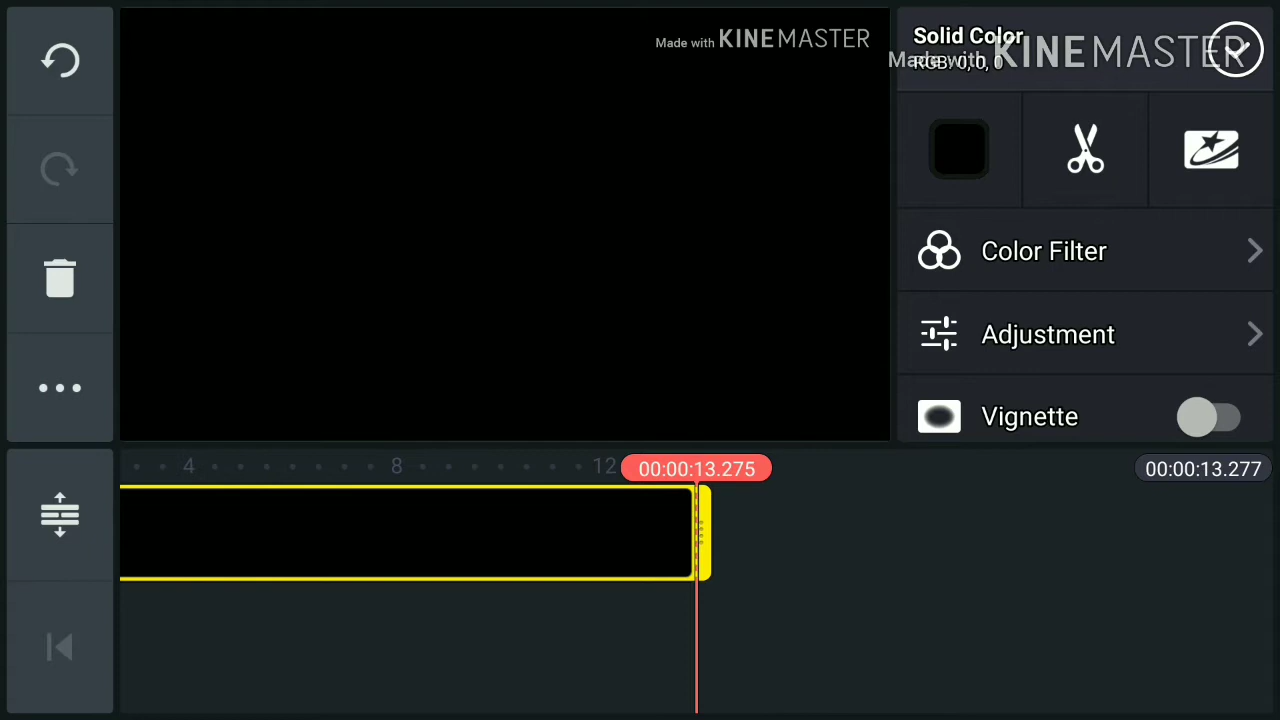 Made with KINEMASTER
Solid Color
Made with KINEMASTER
RGB: 0, 0, 0
Color Filter
Adjustment
Vignette
4 8 12
00:00:13.275
00:00:13.277